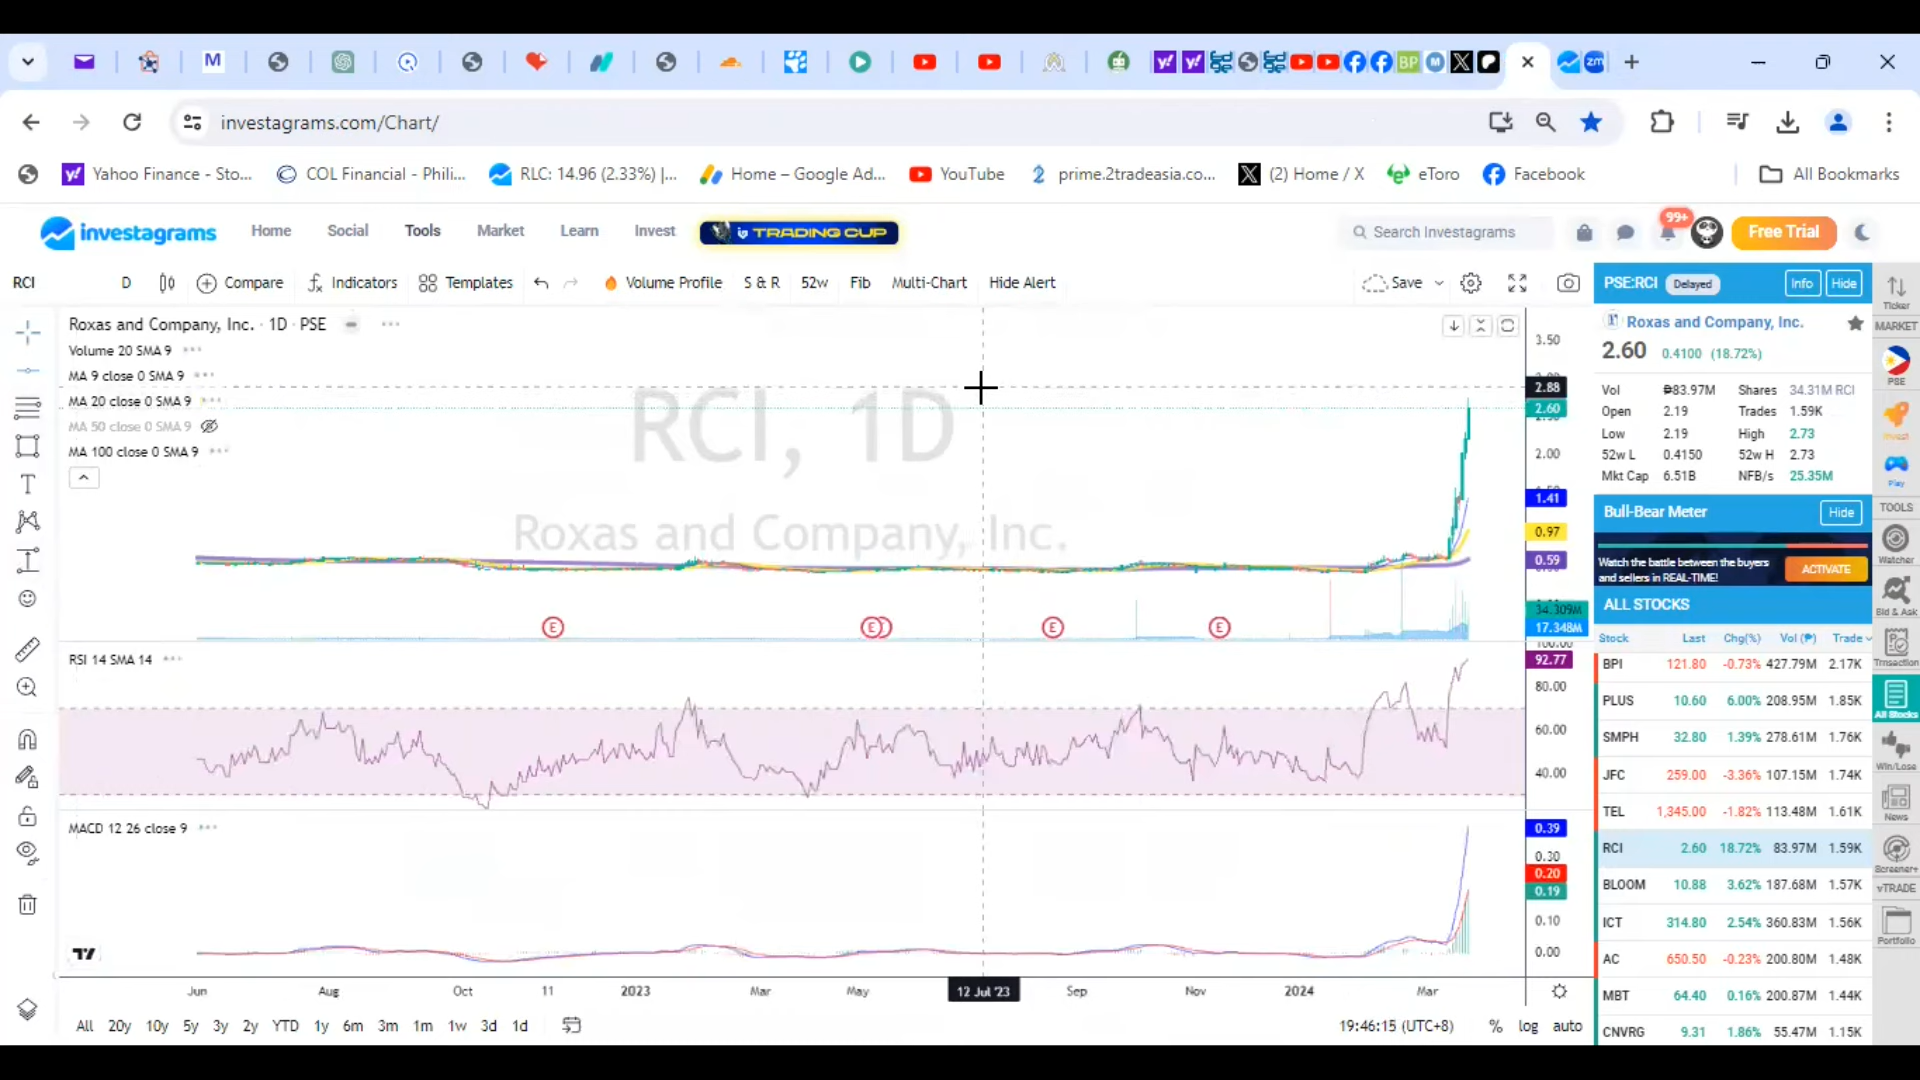 investagrams.com/Chart/
Yahoo Finance - Sto...
COL Financial - Phili...
RLC: 14.96 (2.33%) |...
Home – Google Ad...
YouTube
prime.2tradeasia.co...
(2) Home / X
eToro
Facebook
All Bookmarks
investagrams
Home
Social
Tools
Market
Learn
Invest
TRADING CUP
Search Investagrams
99+
Free Trial
RCI
D
Compare
Indicators
Templates
Volume Profile
S & R
52w
Fib
Multi-Chart
Hide Alert
Save
PSE:RCI Delayed Info Hide
Ticker
MARKET
Roxas and Company, Inc. · 1D · PSE
Volume 20 SMA 9
MA 9 close 0 SMA 9
MA 20 close 0 SMA 9
MA 50 close 0 SMA 9
MA 100 close 0 SMA 9
RCI, 1D
Roxas and Company, Inc.
3.50
2.88
2.60
2.00
1.41
0.97
0.59
34.309M
17.348M
E E E E
Roxas and Company, Inc.
2.60 0.4100 (18.72%)
Vol ₱83.97M Shares 34.31M RCI
Open 2.19 Trades 1.59K
Low 2.19 High 2.73
52w L 0.4150 52w H 2.73
Mkt Cap 6.51B NFB/s 25.35M
PSE
Invest
Play
TOOLS
Bull-Bear Meter Hide
Watch the battle between the buyers
and sellers in REAL-TIME!
ACTIVATE
Watcher
ALL STOCKS
Bid & Ask
Stock Last Chg(%) Vol (₱) Trade
BPI 121.80 -0.73% 427.79M 2.17K
PLUS 10.60 6.00% 208.95M 1.85K
SMPH 32.80 1.39% 278.61M 1.76K
JFC 259.00 -3.36% 107.15M 1.74K
TEL 1,345.00 -1.82% 113.48M 1.61K
RCI 2.60 18.72% 83.97M 1.59K
BLOOM 10.88 3.62% 187.68M 1.57K
ICT 314.80 2.54% 360.83M 1.56K
AC 650.50 -0.23% 200.80M 1.48K
MBT 64.40 0.16% 200.87M 1.44K
CNVRG 9.31 1.86% 55.47M 1.15K
Trnsaction
All Stocks
Win/Lose
News
Screener+
vTRADE
Portfolio
RSI 14 SMA 14
100.00
92.77
80.00
60.00
40.00
MACD 12 26 close 9
0.39
0.30
0.20
0.19
0.10
0.00
Jun Aug Oct 11 2023 Mar May 12 Jul '23 Sep Nov 2024 Mar
All 20y 10y 5y 3y 2y YTD 1y 6m 3m 1m 1w 3d 1d
19:46:15 (UTC+8) % log auto